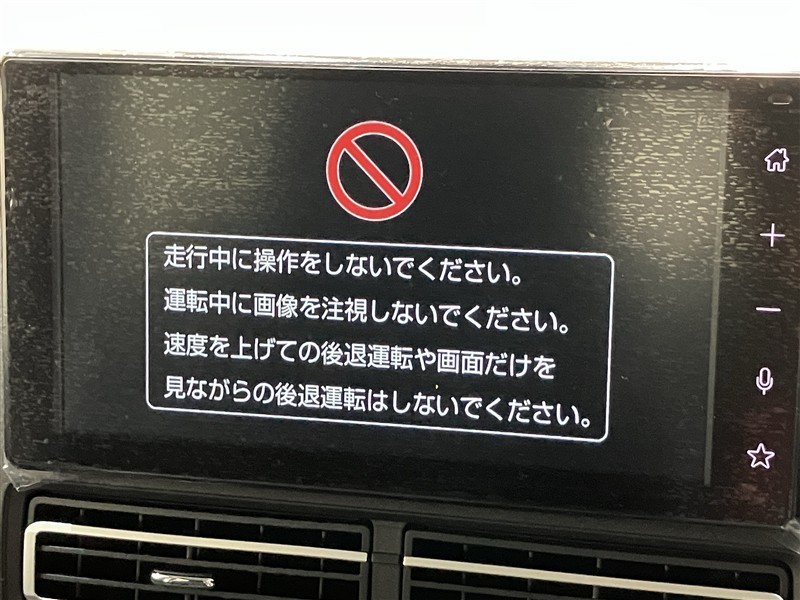 走行中に操作をしないでください。
運転中に画像を注視しないでください。
速度を上げての後退運転や画面だけを
見ながらの後退運転はしないでください。